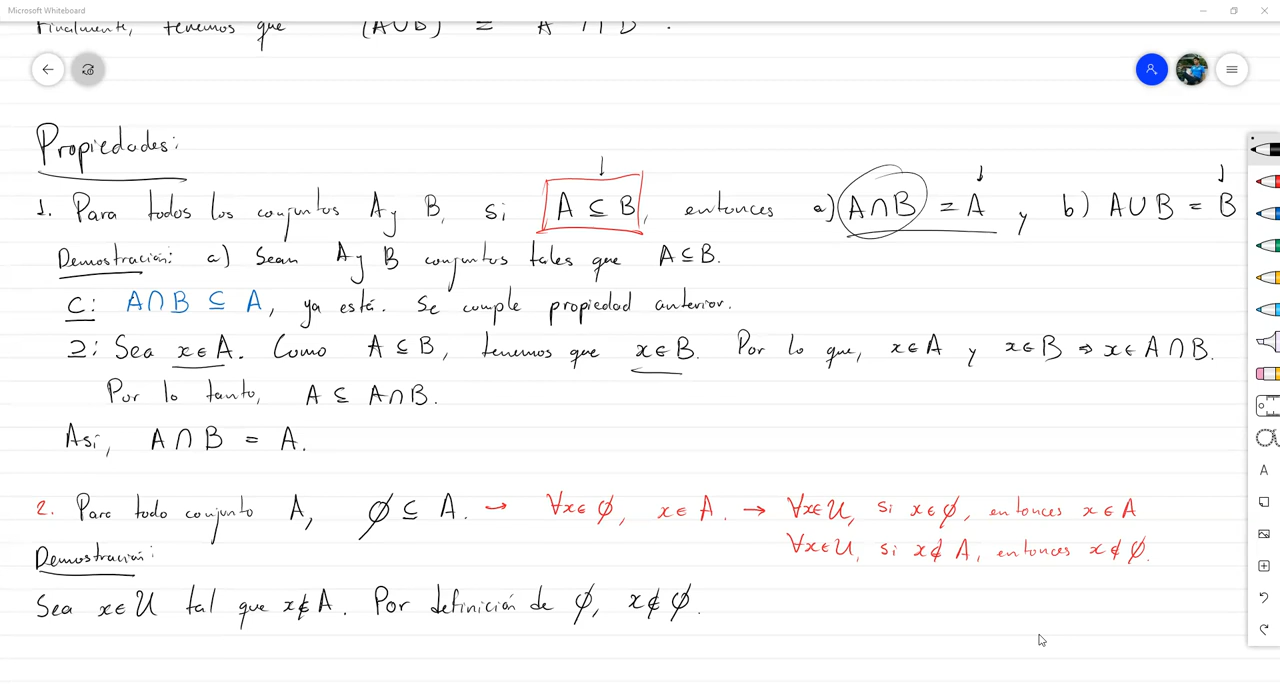 Microsoft Whiteboard
Finalmente, tenemos que (A∪B) = A ∩ B .
Propiedades:
1. Para todos los conjuntos A y B, si A ⊆ B, entonces a) A∩B = A y b) A∪B = B
Demostración: a) Sean A y B conjuntos tales que A⊆B.
⊆: A∩B ⊆ A, ya está. Se cumple propiedad anterior.
⊇: Sea x∈A. Como A⊆B, tenemos que x∈B. Por lo que, x∈A y x∈B ⇒ x∈A∩B.
Por lo tanto, A ⊆ A∩B.
Así, A∩B = A.
2. Para todo conjunto A, ∅ ⊆ A. → ∀x∈∅, x∈A. → ∀x∈U, si x∈∅, entonces x∈A
∀x∈U, si x∉A, entonces x∉∅.
Demostración:
Sea x∈U tal que x∉A. Por definición de ∅, x∉∅.
A